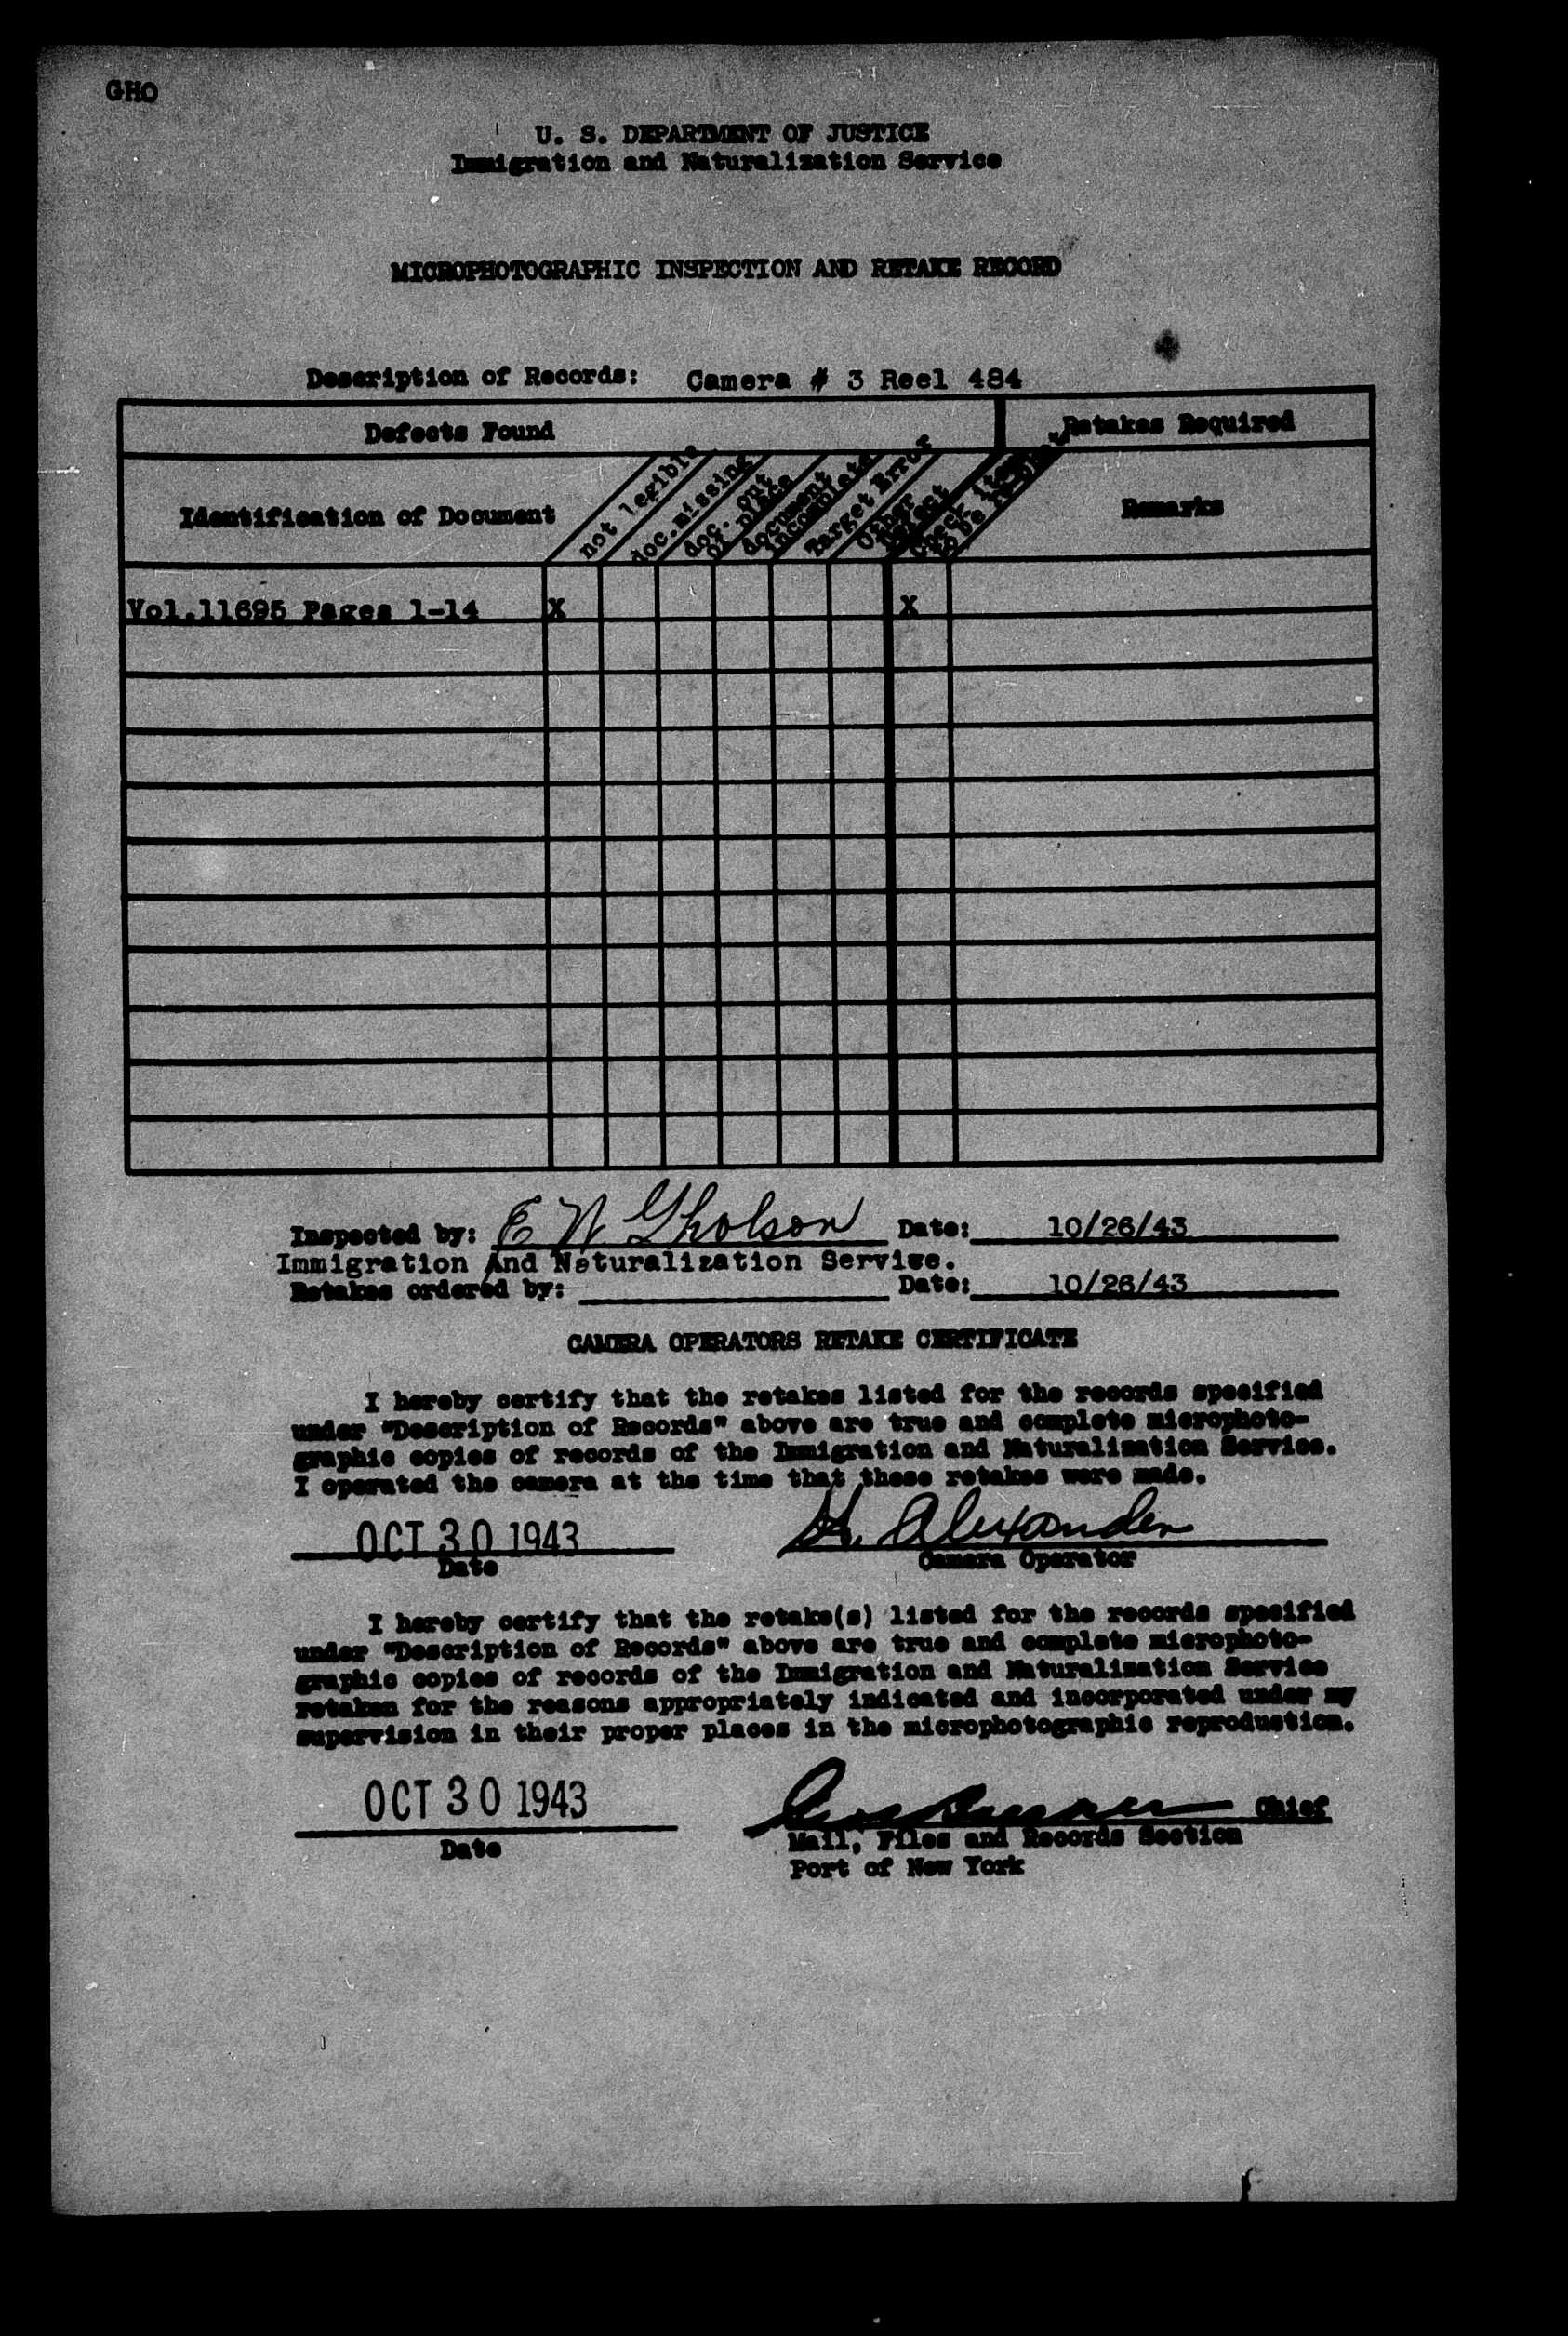 GHO
U. S. DEPARTMENT OF JUSTICE
Immigration and Naturalization Service
MICROPHOTOGRAPHIC INSPECTION AND RETAKE RECORD
Description of Records: Camera # 3 Reel 484
Defects Found
Retakes Required
Identification of Document
not legible
doc.missing
doc. out
of place
document
incomplete
Target Error
Other
Remarks
Vol.11695 Pages 1-14 X X
Inspected by: E W Gholson Date: 10/26/43
Immigration And Naturalization Service.
Retakes ordered by: Date: 10/26/43
CAMERA OPERATORS RETAKE CERTIFICATE
I hereby certify that the retakes listed for the records specified
under "Description of Records" above are true and complete microphoto-
graphic copies of records of the Immigration and Naturalization Service.
I operated the camera at the time that these retakes were made.
OCT 30 1943 Alexander
Date Camera Operator
I hereby certify that the retake(s) listed for the records specified
under "Description of Records" above are true and complete microphoto-
graphic copies of records of the Immigration and Naturalization Service
retaken for the reasons appropriately indicated and incorporated under my
supervision in their proper places in the microphotographic reproduction.
OCT 30 1943 Chief
Date
Mail, Files and Records Section
Port of New York